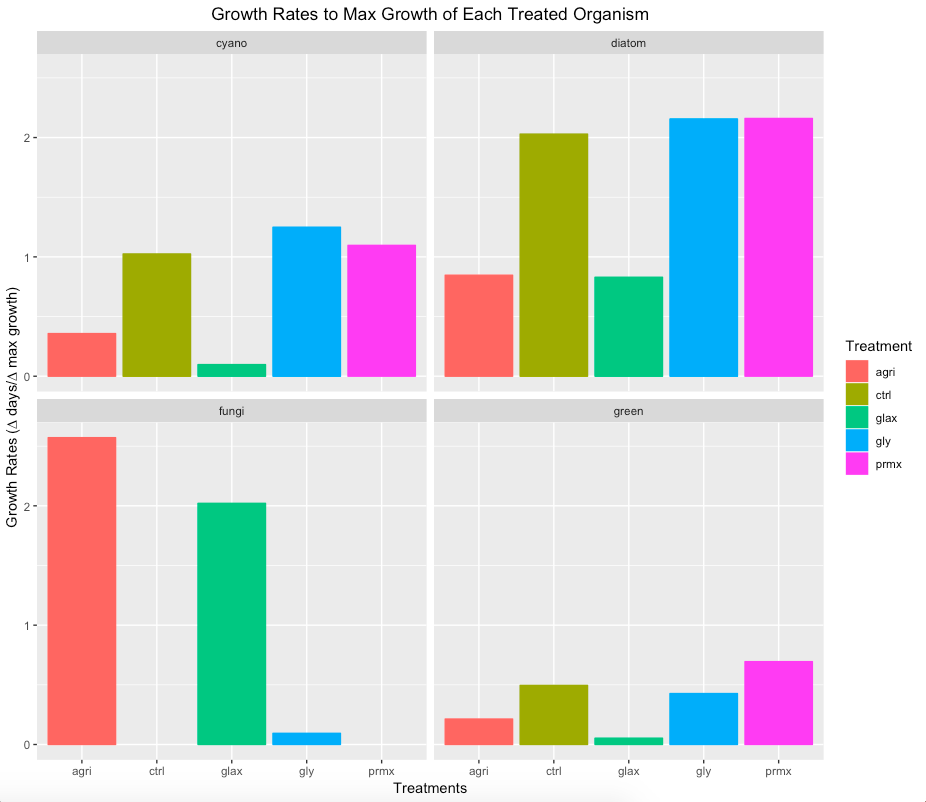 Growth Rates to Max Growth of Each Treated Organism
cyano
diatom
2
1
0
fungi
green
2
1
0
agri ctrl glax gly prmx
agri ctrl glax gly prmx
Treatments
Growth Rates (Δ days/Δ max growth)
Treatment
agri
ctrl
glax
gly
prmx